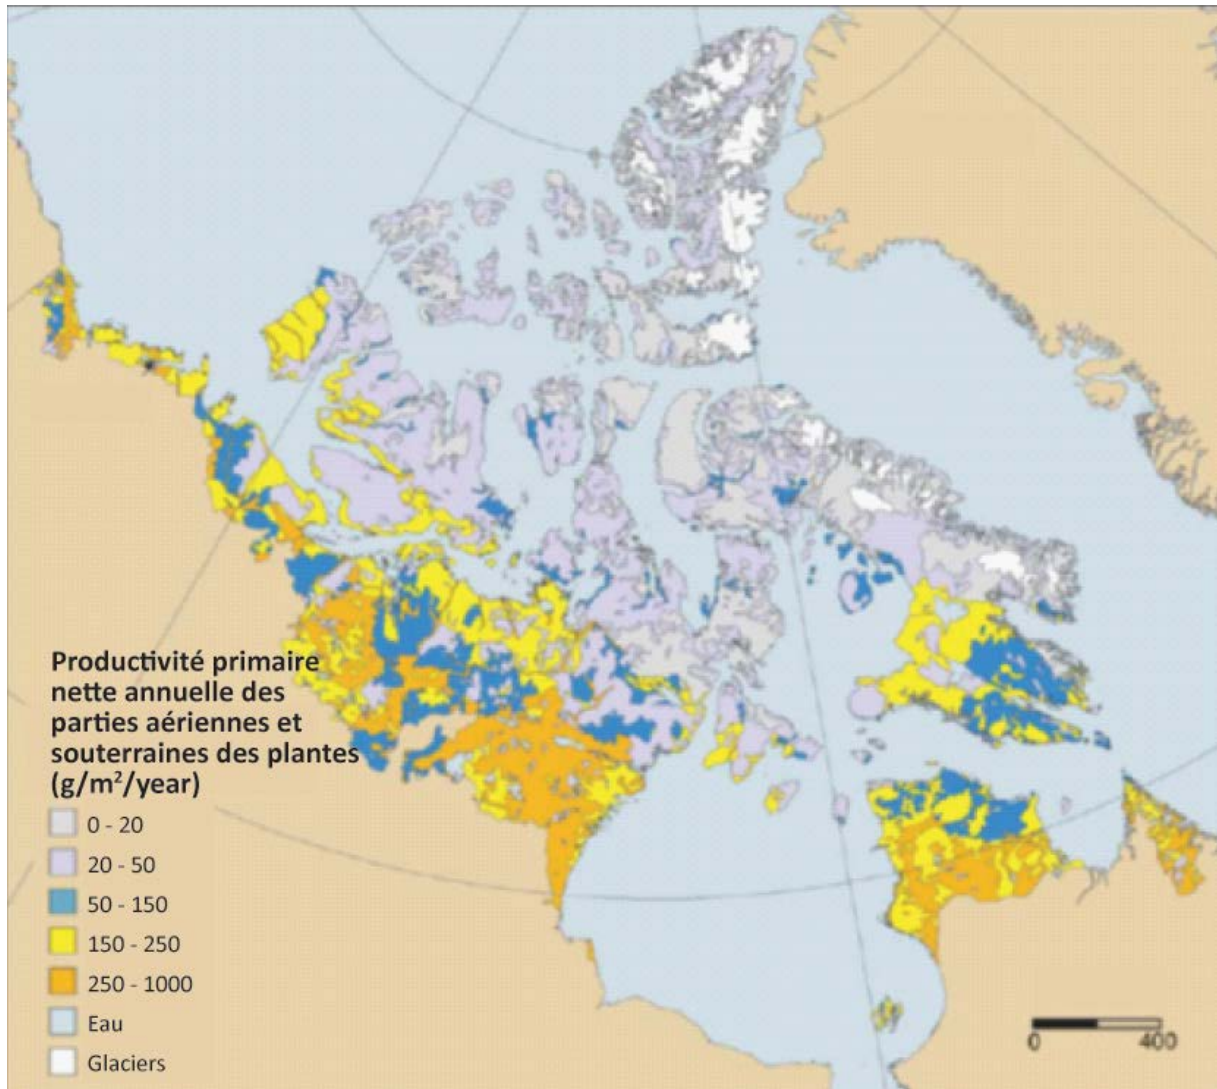 Productivité primaire
nette annuelle des
parties aériennes et
souterraines des plantes
(g/m²/year)
0 - 20
20 - 50
50 - 150
150 - 250
250 - 1000
Eau
Glaciers
0 400